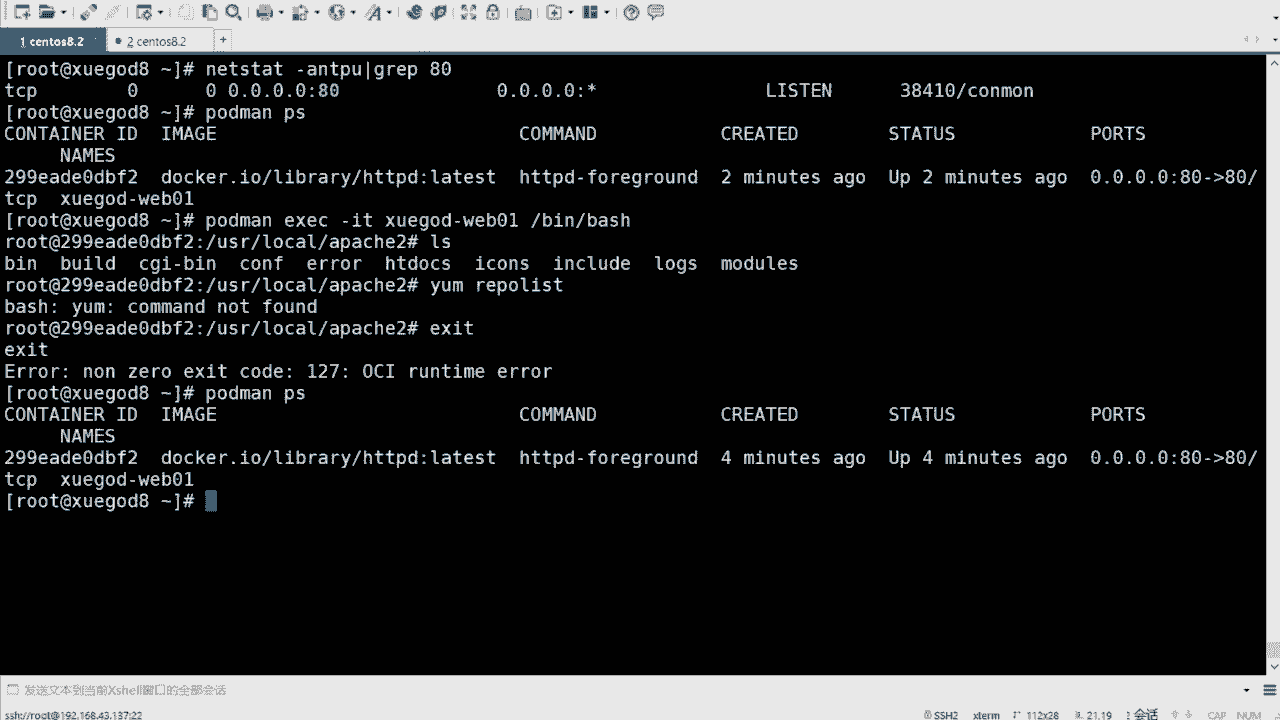 1 centos8.2
2 centos8.2
+
[root@xuegod8 ~]# netstat -antpu|grep 80
tcp 0 0 0.0.0.0:80 0.0.0.0:* LISTEN 38410/conmon
[root@xuegod8 ~]# podman ps
CONTAINER ID IMAGE COMMAND CREATED STATUS PORTS
NAMES
299eade0dbf2 docker.io/library/httpd:latest httpd-foreground 2 minutes ago Up 2 minutes ago 0.0.0.0:80->80/
tcp xuegod-web01
[root@xuegod8 ~]# podman exec -it xuegod-web01 /bin/bash
root@299eade0dbf2:/usr/local/apache2# ls
bin build cgi-bin conf error htdocs icons include logs modules
root@299eade0dbf2:/usr/local/apache2# yum repolist
bash: yum: command not found
root@299eade0dbf2:/usr/local/apache2# exit
exit
Error: non zero exit code: 127: OCI runtime error
[root@xuegod8 ~]# podman ps
CONTAINER ID IMAGE COMMAND CREATED STATUS PORTS
NAMES
299eade0dbf2 docker.io/library/httpd:latest httpd-foreground 4 minutes ago Up 4 minutes ago 0.0.0.0:80->80/
tcp xuegod-web01
[root@xuegod8 ~]#
发送文本到当前Xshell窗口的全部会话
ssh://root@192.168.43.137:22 SSH2 xterm 112x28 21,19 1 会话 CAP NUM